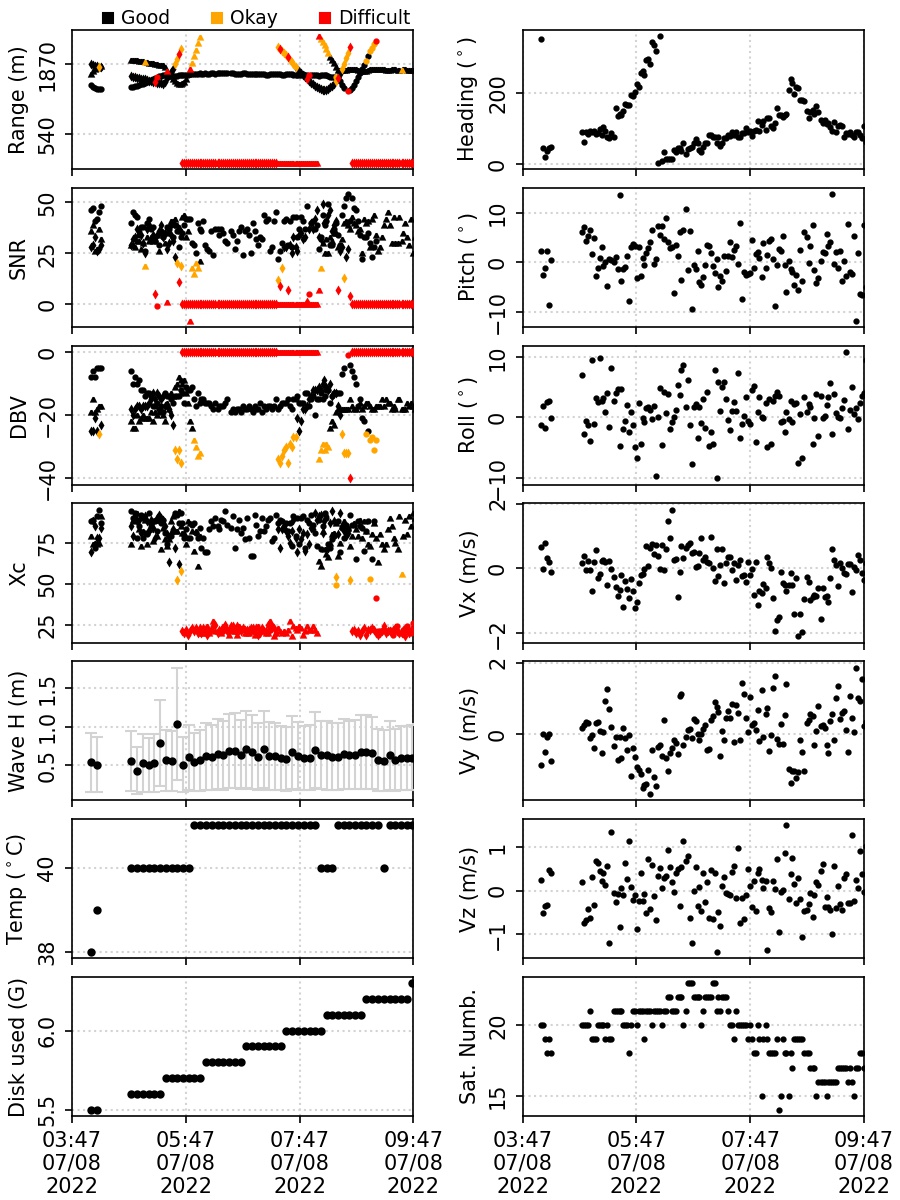 Good Okay Difficult
Range (m)
1870
540
Heading (°)
200
0
SNR
50
25
0
Pitch (°)
10
0
−10
DBV
0
−20
−40
Roll (°)
10
0
−10
Xc
75
50
25
Vx (m/s)
2
0
−2
Wave H (m)
1.5
1.0
0.5
Vy (m/s)
2
0
Temp (°C)
40
38
Vz (m/s)
1
0
−1
Disk used (G)
6.0
5.5
Sat. Numb.
20
15
03:47 05:47 07:47 09:47
07/08 07/08 07/08 07/08
2022 2022 2022 2022
03:47 05:47 07:47 09:47
07/08 07/08 07/08 07/08
2022 2022 2022 2022